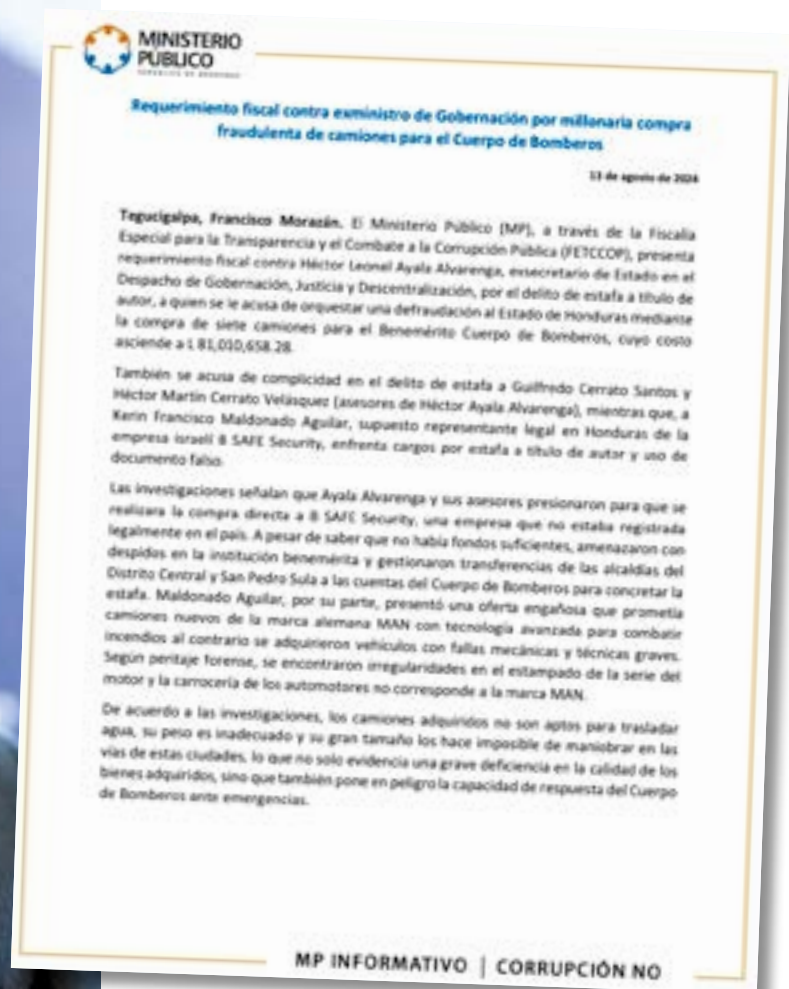 MINISTERIO
PÚBLICO
REPÚBLICA DE HONDURAS
Requerimiento fiscal contra exministro de Gobernación por millonaria compra
fraudulenta de camiones para el Cuerpo de Bomberos
13 de agosto de 2024
Tegucigalpa, Francisco Morazán. El Ministerio Público (MP), a través de la Fiscalía
Especial para la Transparencia y el Combate a la Corrupción Pública (FETCCOP), presenta
requerimiento fiscal contra Héctor Leonel Ayala Alvarenga, exsecretario de Estado en el
Despacho de Gobernación, Justicia y Descentralización, por el delito de estafa a título de
autor, a quien se le acusa de orquestar una defraudación al Estado de Honduras mediante
la compra de siete camiones para el Benemérito Cuerpo de Bomberos, cuyo costo
asciende a L 81,010,658.28.
También se acusa de complicidad en el delito de estafa a Guilfredo Cerrato Santos y
Héctor Martín Cerrato Velásquez (asesores de Héctor Ayala Alvarenga), mientras que, a
Kerin Francisco Maldonado Aguilar, supuesto representante legal en Honduras de la
empresa israelí 8 SAFE Security, enfrenta cargos por estafa a título de autor y uso de
documento falso.
Las investigaciones señalan que Ayala Alvarenga y sus asesores presionaron para que se
realizara la compra directa a 8 SAFE Security, una empresa que no estaba registrada
legalmente en el país. A pesar de saber que no había fondos suficientes, amenazaron con
despidos en la institución benemérita y gestionaron transferencias de las alcaldías del
Distrito Central y San Pedro Sula a las cuentas del Cuerpo de Bomberos para concretar la
estafa. Maldonado Aguilar, por su parte, presentó una oferta engañosa que prometía
camiones nuevos de la marca alemana MAN con tecnología avanzada para combatir
incendios al contrario se adquirieron vehículos con fallas mecánicas y técnicas graves.
Según peritaje forense, se encontraron irregularidades en el estampado de la serie del
motor y la carrocería de los automotores no corresponde a la marca MAN.
De acuerdo a las investigaciones, los camiones adquiridos no son aptos para trasladar
agua, su peso es inadecuado y su gran tamaño los hace imposible de maniobrar en las
vías de estas ciudades, lo que no solo evidencia una grave deficiencia en la calidad de los
bienes adquiridos, sino que también pone en peligro la capacidad de respuesta del Cuerpo
de Bomberos ante emergencias.
MP INFORMATIVO | CORRUPCIÓN NO